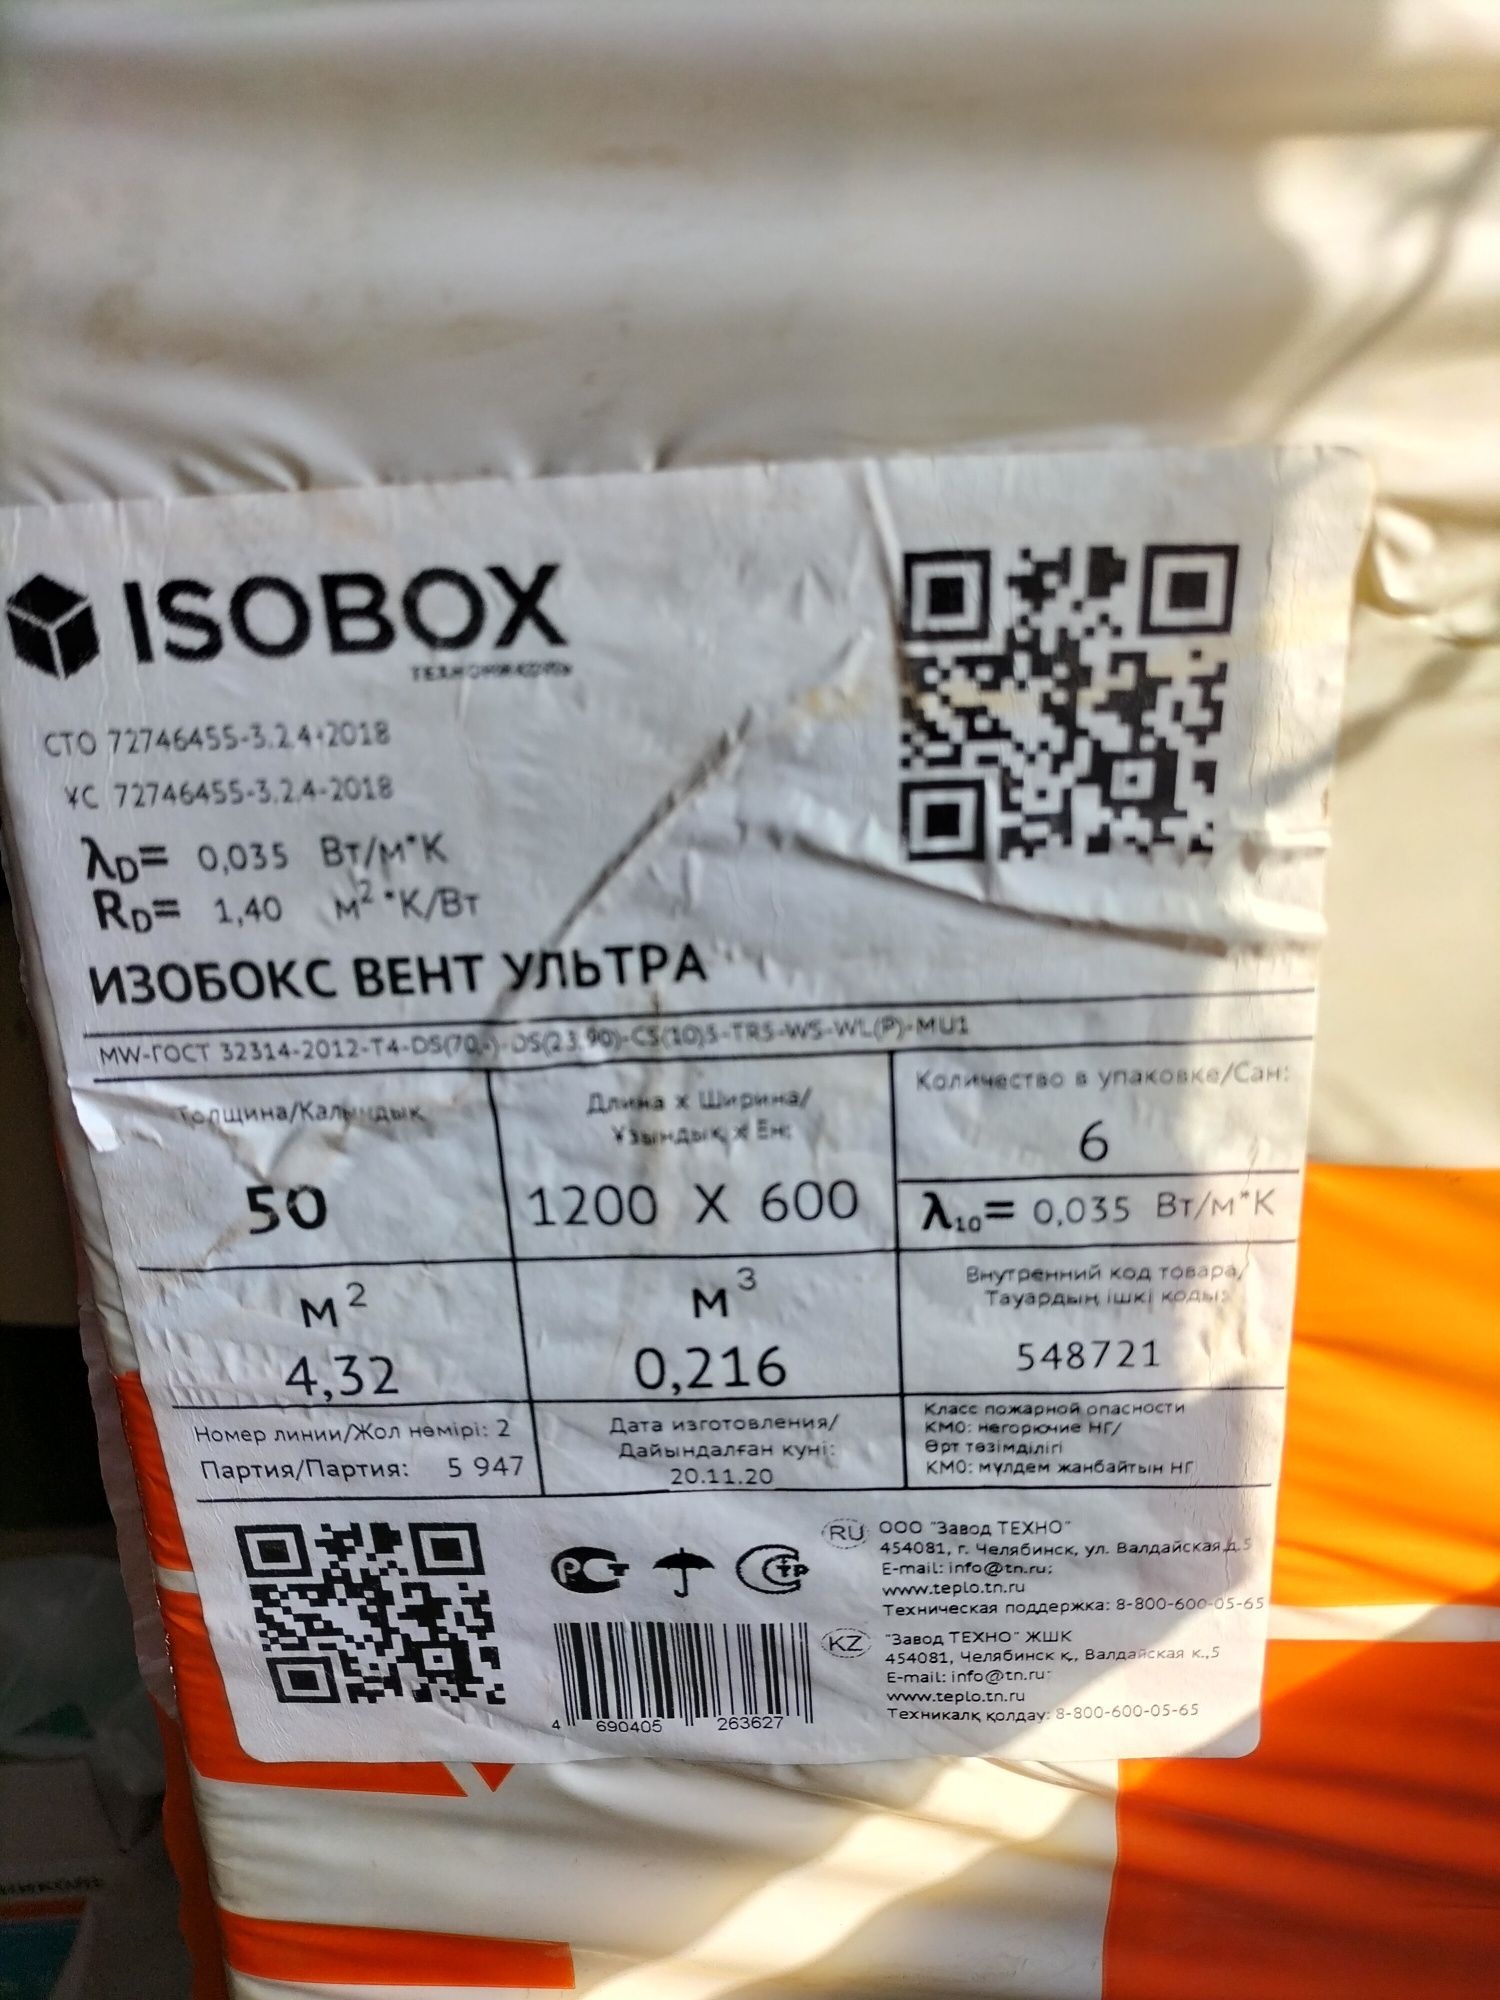 ISOBOX
ТЕХНОНИКОЛЬ
СТО 72746455-3.2.4-2018
ҰС 72746455-3.2.4-2018
λD= 0,035 Вт/м*К
RD= 1,40 м² *К/Вт
ИЗОБОКС ВЕНТ УЛЬТРА
MW-ГОСТ 32314-2012-T4-DS(70,-)-DS(23,90)-CS(10)5-TR5-WS-WL(P)-MU1
Толщина/Калыңдық
50
Длина х Ширина/
Ұзындық х Ен:
1200 X 600
Количество в упаковке/Сан:
6
λ10= 0,035 Вт/м*К
м²
4,32
м³
0,216
Внутренний код товара/
Тауардың ішкі коды:
548721
Номер линии/Жол нөмірі: 2
Партия/Партия: 5 947
Дата изготовления/
Дайындалған күні:
20.11.20
Класс пожарной опасности
КМ0: негорючие НГ/
Өрт төзімділігі
КМ0: мүлдем жанбайтын НГ
РСТ
СТР
4 690405 263627
RU ООО "Завод ТЕХНО"
454081, г. Челябинск, ул. Валдайская,д.5
E-mail: info@tn.ru;
www.teplo.tn.ru
Техническая поддержка: 8-800-600-05-65
KZ "Завод ТЕХНО" ЖШК
454081, Челябинск қ., Валдайская к.,5
E-mail: info@tn.ru;
www.teplo.tn.ru
Техникалқ қолдау: 8-800-600-05-65